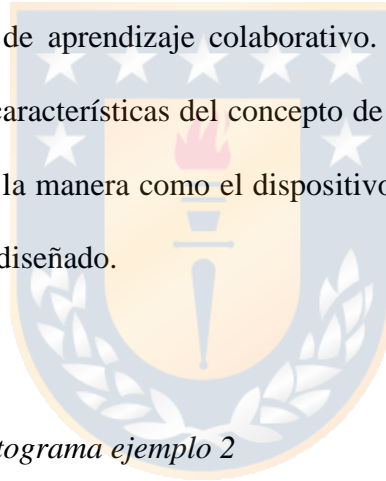 de aprendizaje colaborativo.
características del concepto de
la manera como el dispositivo
diseñado.
tograma ejemplo 2